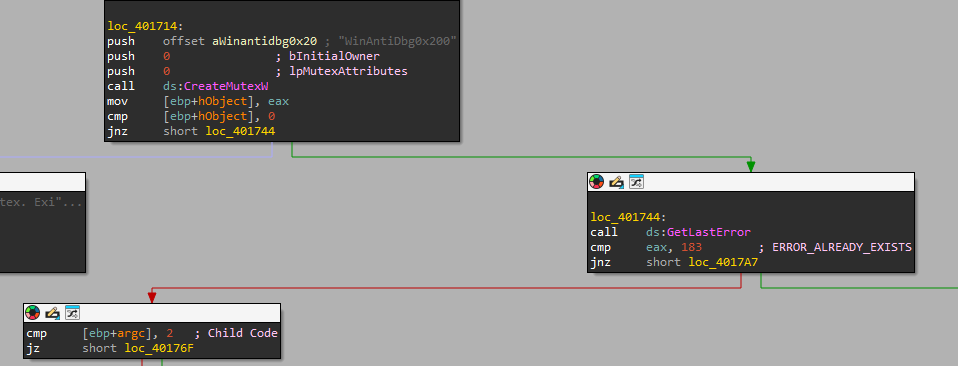 loc_401714:
push offset aWinantidbg0x20 ; "WinAntiDbg0x200"
push 0 ; bInitialOwner
push 0 ; lpMutexAttributes
call ds:CreateMutexW
mov [ebp+hObject], eax
cmp [ebp+hObject], 0
jnz short loc_401744
tex. Exi"...
loc_401744:
call ds:GetLastError
cmp eax, 183 ; ERROR_ALREADY_EXISTS
jnz short loc_4017A7
cmp [ebp+argc], 2 ; Child Code
jz short loc_40176F